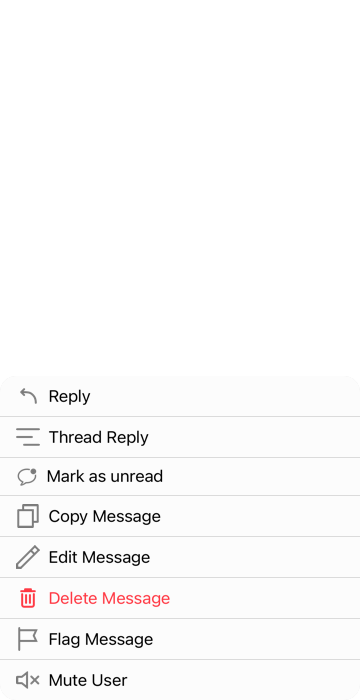 Reply
Thread Reply
Mark as unread
Copy Message
Edit Message
Delete Message
Flag Message
Mute User